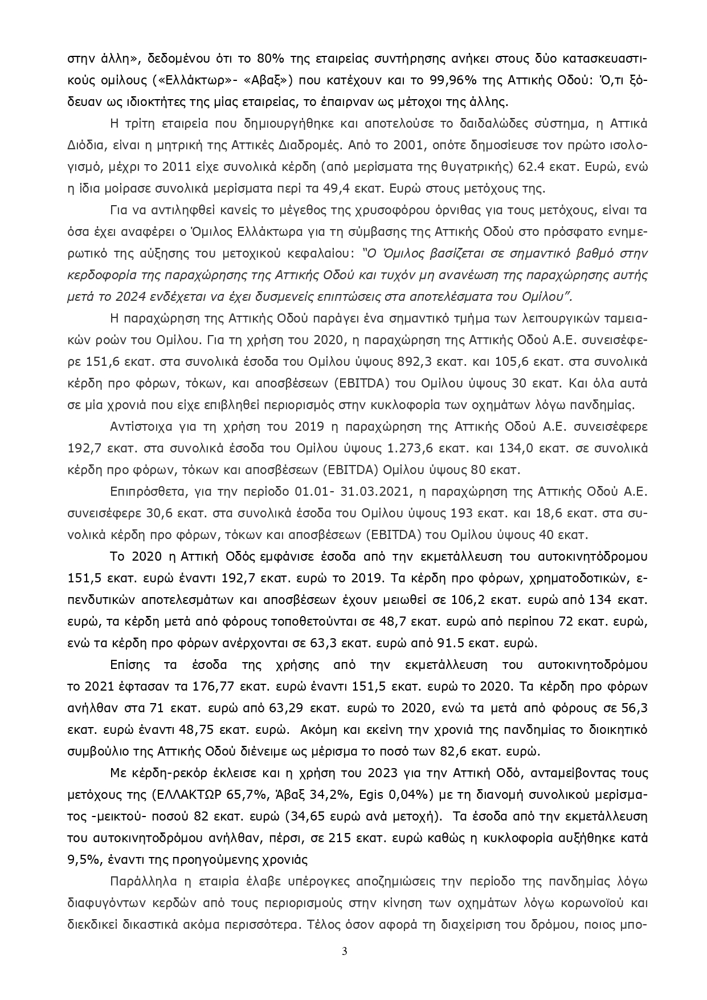 στην άλλη», δεδομένου ότι το 80% της εταιρείας συντήρησης ανήκει στους δύο κατασκευαστι-
κούς ομίλους («Ελλάκτωρ»- «Αβαξ») που κατέχουν και το 99,96% της Αττικής Οδού: Ό,τι ξό-
δευαν ως ιδιοκτήτες της μίας εταιρείας, το έπαιρναν ως μέτοχοι της άλλης.
Η τρίτη εταιρεία που δημιουργήθηκε και αποτελούσε το δαιδαλώδες σύστημα, η Αττικά
Διόδια, είναι η μητρική της Αττικές Διαδρομές. Από το 2001, οπότε δημοσίευσε τον πρώτο ισολο-
γισμό, μέχρι το 2011 είχε συνολικά κέρδη (από μερίσματα της θυγατρικής) 62.4 εκατ. Ευρώ, ενώ
η ίδια μοίρασε συνολικά μερίσματα περί τα 49,4 εκατ. Ευρώ στους μετόχους της.
Για να αντιληφθεί κανείς το μέγεθος της χρυσοφόρου όρνιθας για τους μετόχους, είναι τα
όσα έχει αναφέρει ο Όμιλος Ελλάκτωρα για τη σύμβασης της Αττικής Οδού στο πρόσφατο ενημε-
ρωτικό της αύξησης του μετοχικού κεφαλαίου: “Ο Όμιλος βασίζεται σε σημαντικό βαθμό στην
κερδοφορία της παραχώρησης της Αττικής Οδού και τυχόν μη ανανέωση της παραχώρησης αυτής
μετά το 2024 ενδέχεται να έχει δυσμενείς επιπτώσεις στα αποτελέσματα του Ομίλου”.
Η παραχώρηση της Αττικής Οδού παράγει ένα σημαντικό τμήμα των λειτουργικών ταμεια-
κών ροών του Ομίλου. Για τη χρήση του 2020, η παραχώρηση της Αττικής Οδού Α.Ε. συνεισέφε-
ρε 151,6 εκατ. στα συνολικά έσοδα του Ομίλου ύψους 892,3 εκατ. και 105,6 εκατ. στα συνολικά
κέρδη προ φόρων, τόκων, και αποσβέσεων (EBITDA) του Ομίλου ύψους 30 εκατ. Και όλα αυτά
σε μία χρονιά που είχε επιβληθεί περιορισμός στην κυκλοφορία των οχημάτων λόγω πανδημίας.
Αντίστοιχα για τη χρήση του 2019 η παραχώρηση της Αττικής Οδού Α.Ε. συνεισέφερε
192,7 εκατ. στα συνολικά έσοδα του Ομίλου ύψους 1.273,6 εκατ. και 134,0 εκατ. σε συνολικά
κέρδη προ φόρων, τόκων και αποσβέσεων (EBITDA) Ομίλου ύψους 80 εκατ.
Επιπρόσθετα, για την περίοδο 01.01- 31.03.2021, η παραχώρηση της Αττικής Οδού Α.Ε.
συνεισέφερε 30,6 εκατ. στα συνολικά έσοδα του Ομίλου ύψους 193 εκατ. και 18,6 εκατ. στα συ-
νολικά κέρδη προ φόρων, τόκων και αποσβέσεων (EBITDA) του Ομίλου ύψους 40 εκατ.
Το 2020 η Αττική Οδός εμφάνισε έσοδα από την εκμετάλλευση του αυτοκινητόδρομου
151,5 εκατ. ευρώ έναντι 192,7 εκατ. ευρώ το 2019. Τα κέρδη προ φόρων, χρηματοδοτικών, ε-
πενδυτικών αποτελεσμάτων και αποσβέσεων έχουν μειωθεί σε 106,2 εκατ. ευρώ από 134 εκατ.
ευρώ, τα κέρδη μετά από φόρους τοποθετούνται σε 48,7 εκατ. ευρώ από περίπου 72 εκατ. ευρώ,
ενώ τα κέρδη προ φόρων ανέρχονται σε 63,3 εκατ. ευρώ από 91.5 εκατ. ευρώ.
Επίσης τα έσοδα της χρήσης από την εκμετάλλευση του αυτοκινητοδρόμου
το 2021 έφτασαν τα 176,77 εκατ. ευρώ έναντι 151,5 εκατ. ευρώ το 2020. Τα κέρδη προ φόρων
ανήλθαν στα 71 εκατ. ευρώ από 63,29 εκατ. ευρώ το 2020, ενώ τα μετά από φόρους σε 56,3
εκατ. ευρώ έναντι 48,75 εκατ. ευρώ.  Ακόμη και εκείνη την χρονιά της πανδημίας το διοικητικό
συμβούλιο της Αττικής Οδού διένειμε ως μέρισμα το ποσό των 82,6 εκατ. ευρώ.
Με κέρδη-ρεκόρ έκλεισε και η χρήση του 2023 για την Αττική Οδό, ανταμείβοντας τους
μετόχους της (ΕΛΛΑΚΤΩΡ 65,7%, Άβαξ 34,2%, Egis 0,04%) με τη διανομή συνολικού μερίσμα-
τος -μεικτού- ποσού 82 εκατ. ευρώ (34,65 ευρώ ανά μετοχή).  Τα έσοδα από την εκμετάλλευση
του αυτοκινητοδρόμου ανήλθαν, πέρσι, σε 215 εκατ. ευρώ καθώς η κυκλοφορία αυξήθηκε κατά
9,5%, έναντι της προηγούμενης χρονιάς
Παράλληλα η εταιρία έλαβε υπέρογκες αποζημιώσεις την περίοδο της πανδημίας λόγω
διαφυγόντων κερδών από τους περιορισμούς στην κίνηση των οχημάτων λόγω κορωνοϊού και
διεκδικεί δικαστικά ακόμα περισσότερα. Τέλος όσον αφορά τη διαχείριση του δρόμου, ποιος μπο-
3